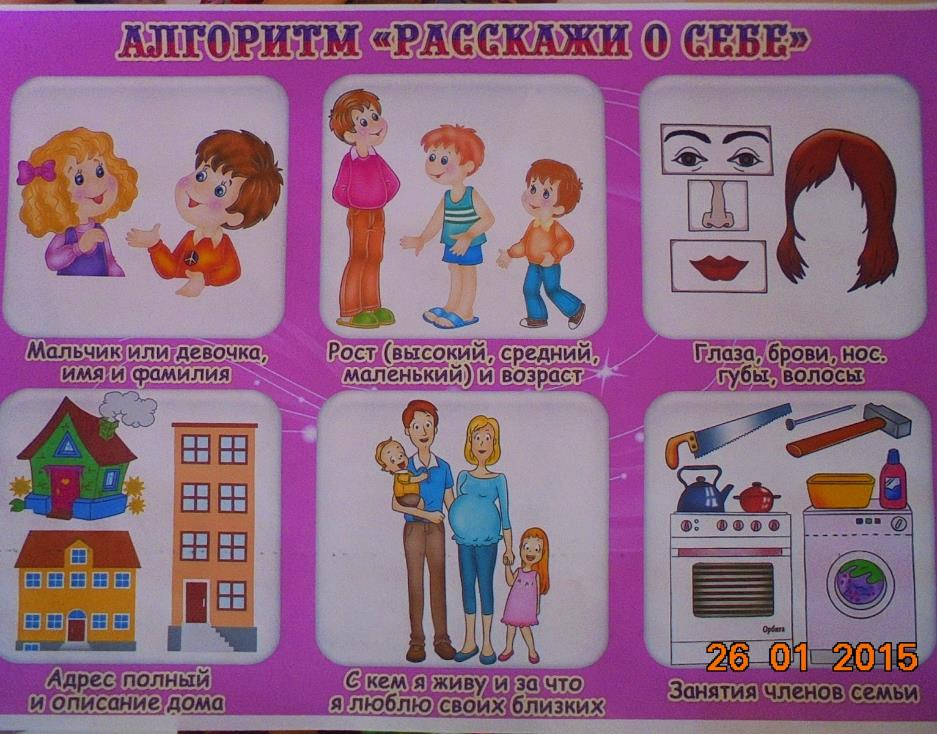 АЛГОРИТМ «РАССКАЖИ О СЕБЕ»
Мальчик или девочка,
имя и фамилия
Рост (высокий, средний,
маленький) и возраст
Глаза, брови, нос.
губы, волосы
Орбита
Адрес полный
и описание дома
С кем я живу и за что
я люблю своих близких
Занятия членов семьи
26 01 2015